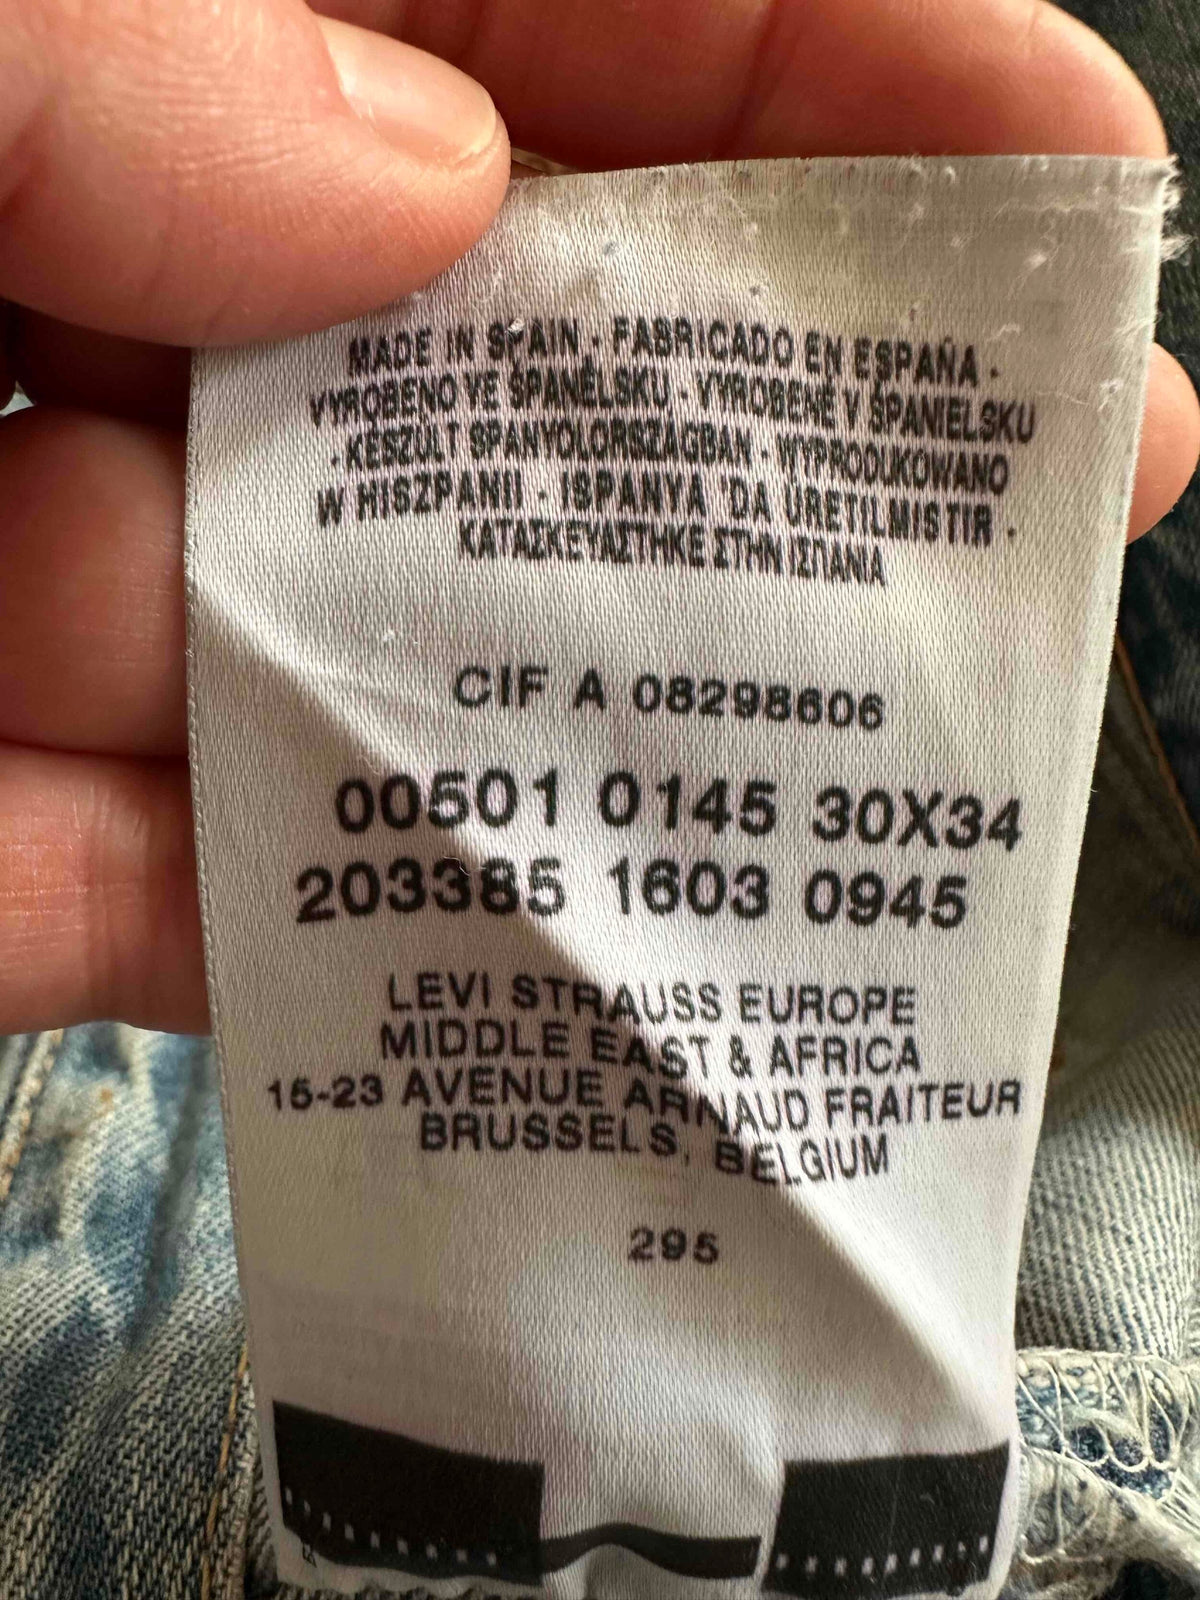 MADE IN SPAIN · FABRICADO EN ESPAÑA ·
VYROBENO VE ŠPANĚLSKU · VYROBENÉ V ŠPANIELSKU
· KÉSZÜLT SPANYOLORSZÁGBAN · WYPRODUKOWANO
W HISZPANII · ISPANYA 'DA ÜRETILMISTIR ·
ΚΑΤΑΣΚΕΥΑΣΤΗΚΕ ΣΤΗΝ ΙΣΠΑΝΙΑ
CIF A 08298606
00501 0145 30X34
203385 1603 0945
LEVI STRAUSS EUROPE
MIDDLE EAST & AFRICA
15-23 AVENUE ARNAUD FRAITEUR
BRUSSELS, BELGIUM
295